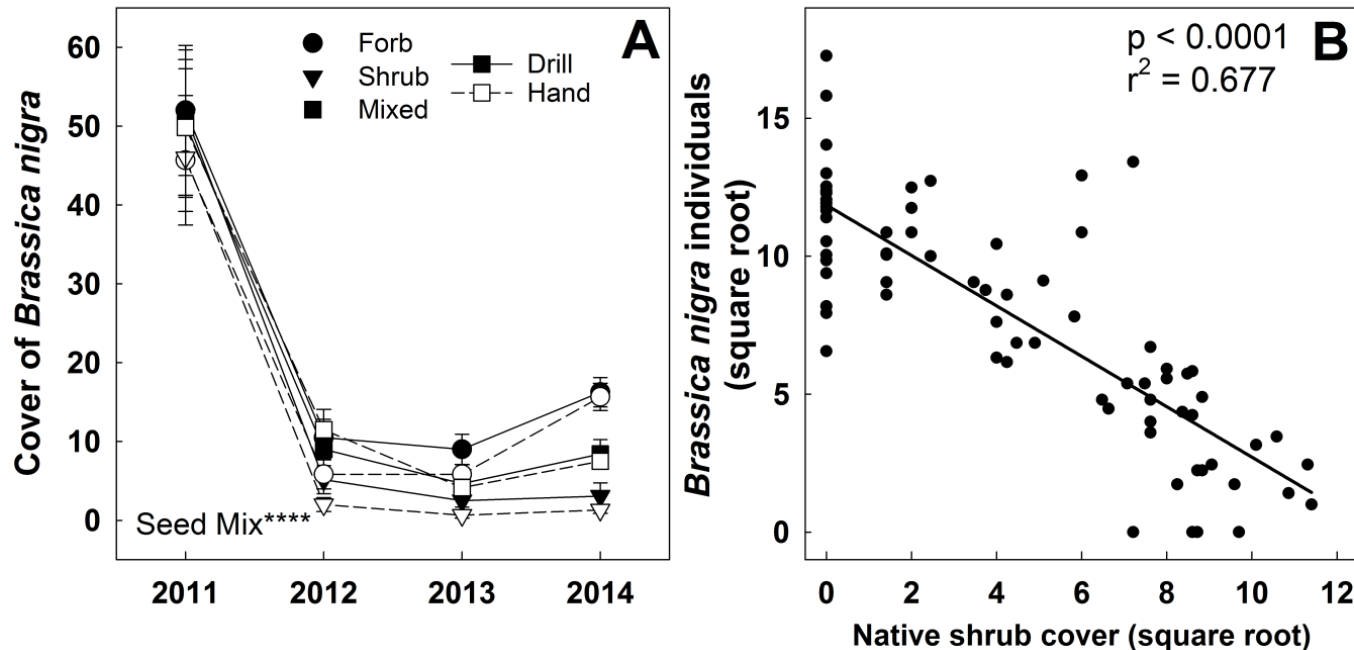 A
Cover of Brassica nigra
60
50
40
30
20
10
0
Forb
Shrub
Mixed
Drill
Hand
Seed Mix****
2011 2012 2013 2014
B
p < 0.0001
r² = 0.677
Brassica nigra individuals
(square root)
15
10
5
0
0 2 4 6 8 10 12
Native shrub cover (square root)